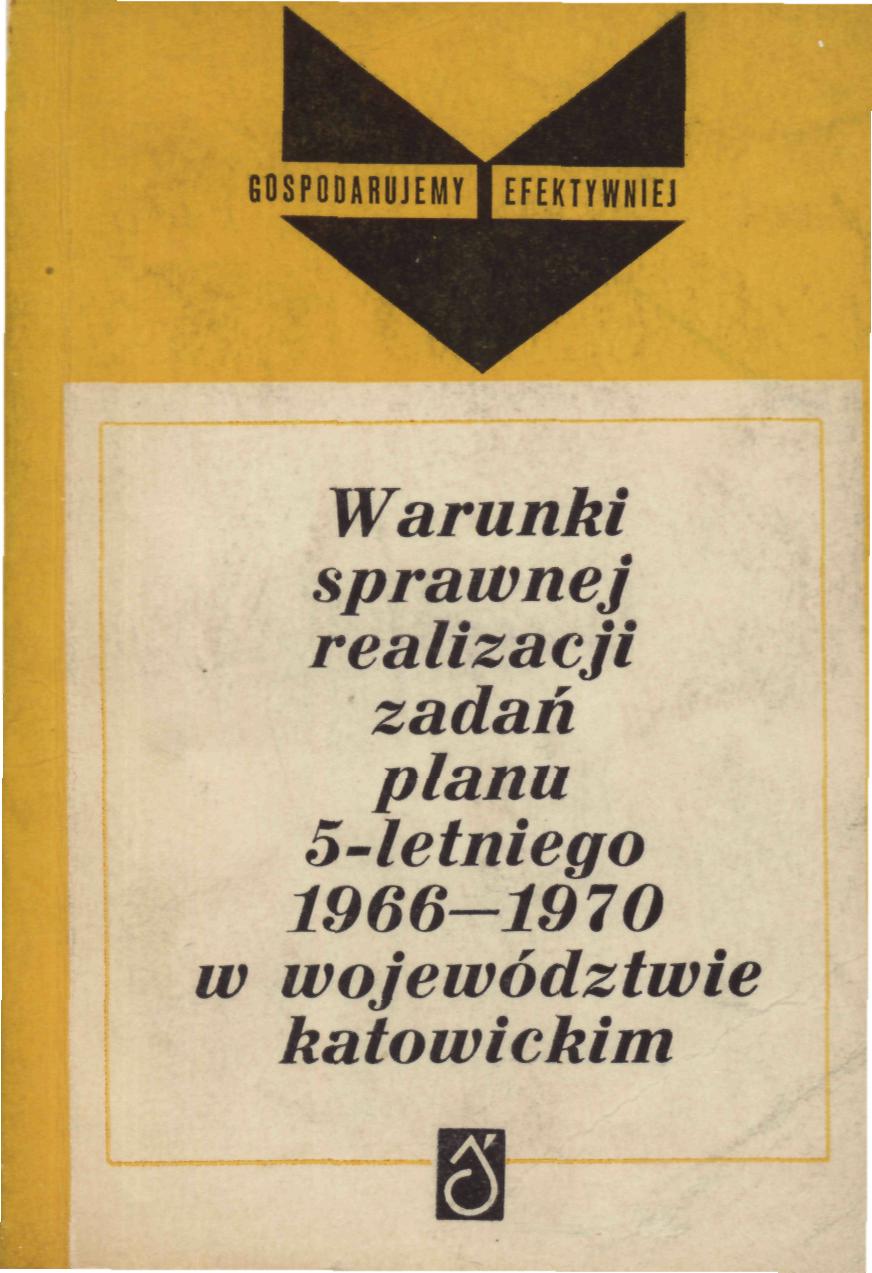 GOSPODARUJEMY EFEKTYWNIEJ
Warunki
sprawnej
realizacji
zadań
planu
5-letniego
1966—1970
w województwie
katowickim